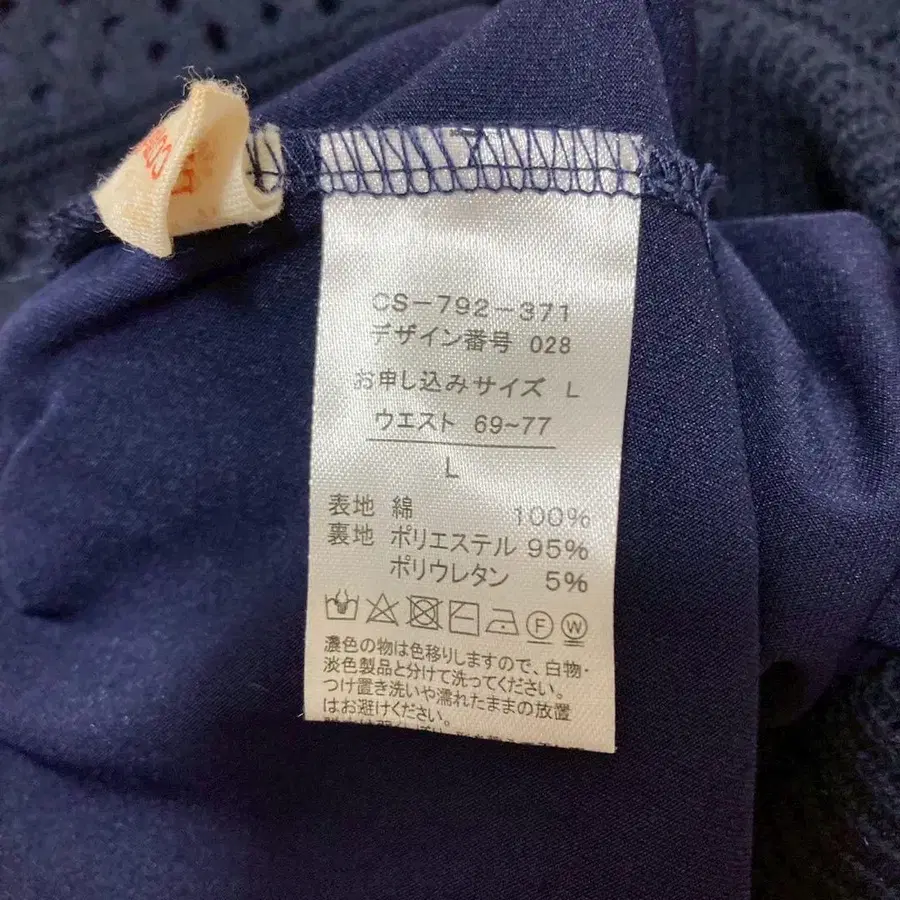 CS-792-371
デザイン番号 028
お申し込みサイズ L
ウエスト 69~77
L
表地 綿 100%
裏地 ポリエステル 95%
ポリウレタン 5%
F W
濃色の物は色移りしますので、白物・
淡色製品と分けて洗ってください。
つけ置き洗いや濡れたままの放置
はお避けください。